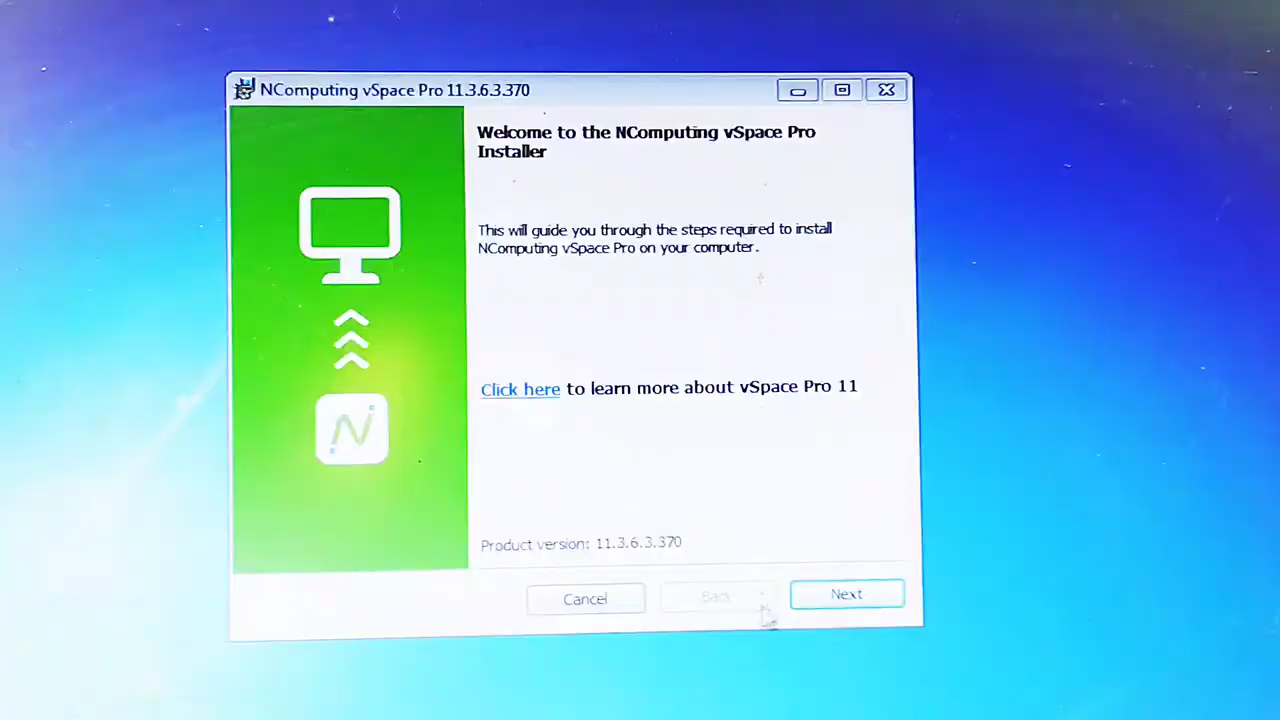 NComputing vSpace Pro 11.3.6.3.370
Welcome to the NComputing vSpace Pro
Installer
This will guide you through the steps required to install
NComputing vSpace Pro on your computer.
Click here to learn more about vSpace Pro 11
Product version: 11.3.6.3.370
Cancel
Back
Next